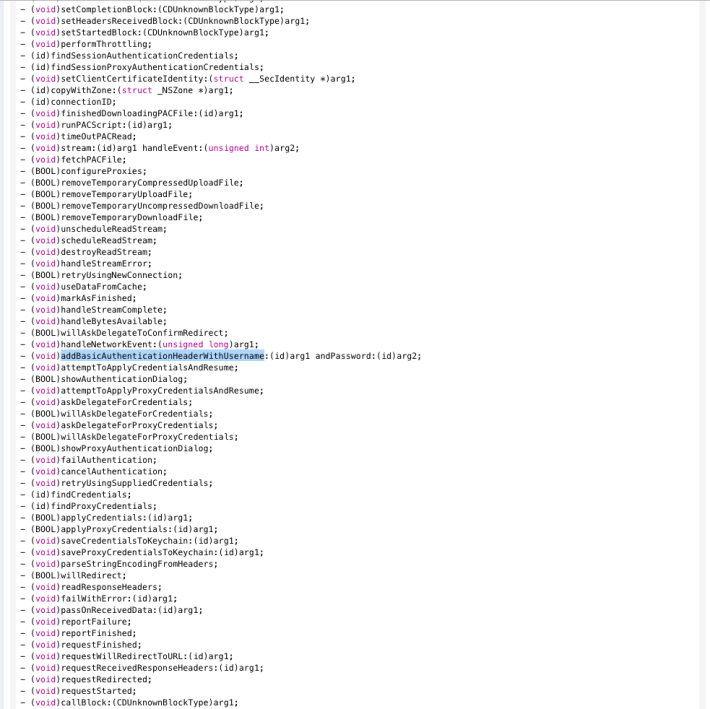 - (void)setCompletionBlock:(CDUnknownBlockType)arg1;
- (void)setHeadersReceivedBlock:(CDUnknownBlockType)arg1;
- (void)setStartedBlock:(CDUnknownBlockType)arg1;
- (void)performThrottling;
- (id)findSessionAuthenticationCredentials;
- (id)findSessionProxyAuthenticationCredentials;
- (void)setClientCertificateIdentity:(struct __SecIdentity *)arg1;
- (id)copyWithZone:(struct _NSZone *)arg1;
- (id)connectionID;
- (void)finishedDownloadingPACFile:(id)arg1;
- (void)runPACScript:(id)arg1;
- (void)timeOutPACRead;
- (void)stream:(id)arg1 handleEvent:(unsigned int)arg2;
- (void)fetchPACFile;
- (BOOL)configureProxies;
- (BOOL)removeTemporaryCompressedUploadFile;
- (BOOL)removeTemporaryUploadFile;
- (BOOL)removeTemporaryUncompressedDownloadFile;
- (BOOL)removeTemporaryDownloadFile;
- (void)unscheduleReadStream;
- (void)scheduleReadStream;
- (void)destroyReadStream;
- (void)handleStreamError;
- (BOOL)retryUsingNewConnection;
- (void)useDataFromCache;
- (void)markAsFinished;
- (void)handleStreamComplete;
- (void)handleBytesAvailable;
- (BOOL)willAskDelegateToConfirmRedirect;
- (void)handleNetworkEvent:(unsigned long)arg1;
- (void)addBasicAuthenticationHeaderWithUsername:(id)arg1 andPassword:(id)arg2;
- (void)attemptToApplyCredentialsAndResume;
- (BOOL)showAuthenticationDialog;
- (void)attemptToApplyProxyCredentialsAndResume;
- (void)askDelegateForCredentials;
- (BOOL)willAskDelegateForCredentials;
- (void)askDelegateForProxyCredentials;
- (BOOL)willAskDelegateForProxyCredentials;
- (BOOL)showProxyAuthenticationDialog;
- (void)failAuthentication;
- (void)cancelAuthentication;
- (void)retryUsingSuppliedCredentials;
- (id)findCredentials;
- (id)findProxyCredentials;
- (BOOL)applyCredentials:(id)arg1;
- (BOOL)applyProxyCredentials:(id)arg1;
- (void)saveCredentialsToKeychain:(id)arg1;
- (void)saveProxyCredentialsToKeychain:(id)arg1;
- (void)parseStringEncodingFromHeaders;
- (BOOL)willRedirect;
- (void)readResponseHeaders;
- (void)failWithError:(id)arg1;
- (void)passOnReceivedData:(id)arg1;
- (void)reportFailure;
- (void)reportFinished;
- (void)requestFinished;
- (void)requestWillRedirectToURL:(id)arg1;
- (void)requestReceivedResponseHeaders:(id)arg1;
- (void)requestRedirected;
- (void)requestStarted;
- (void)callBlock:(CDUnknownBlockType)arg1;